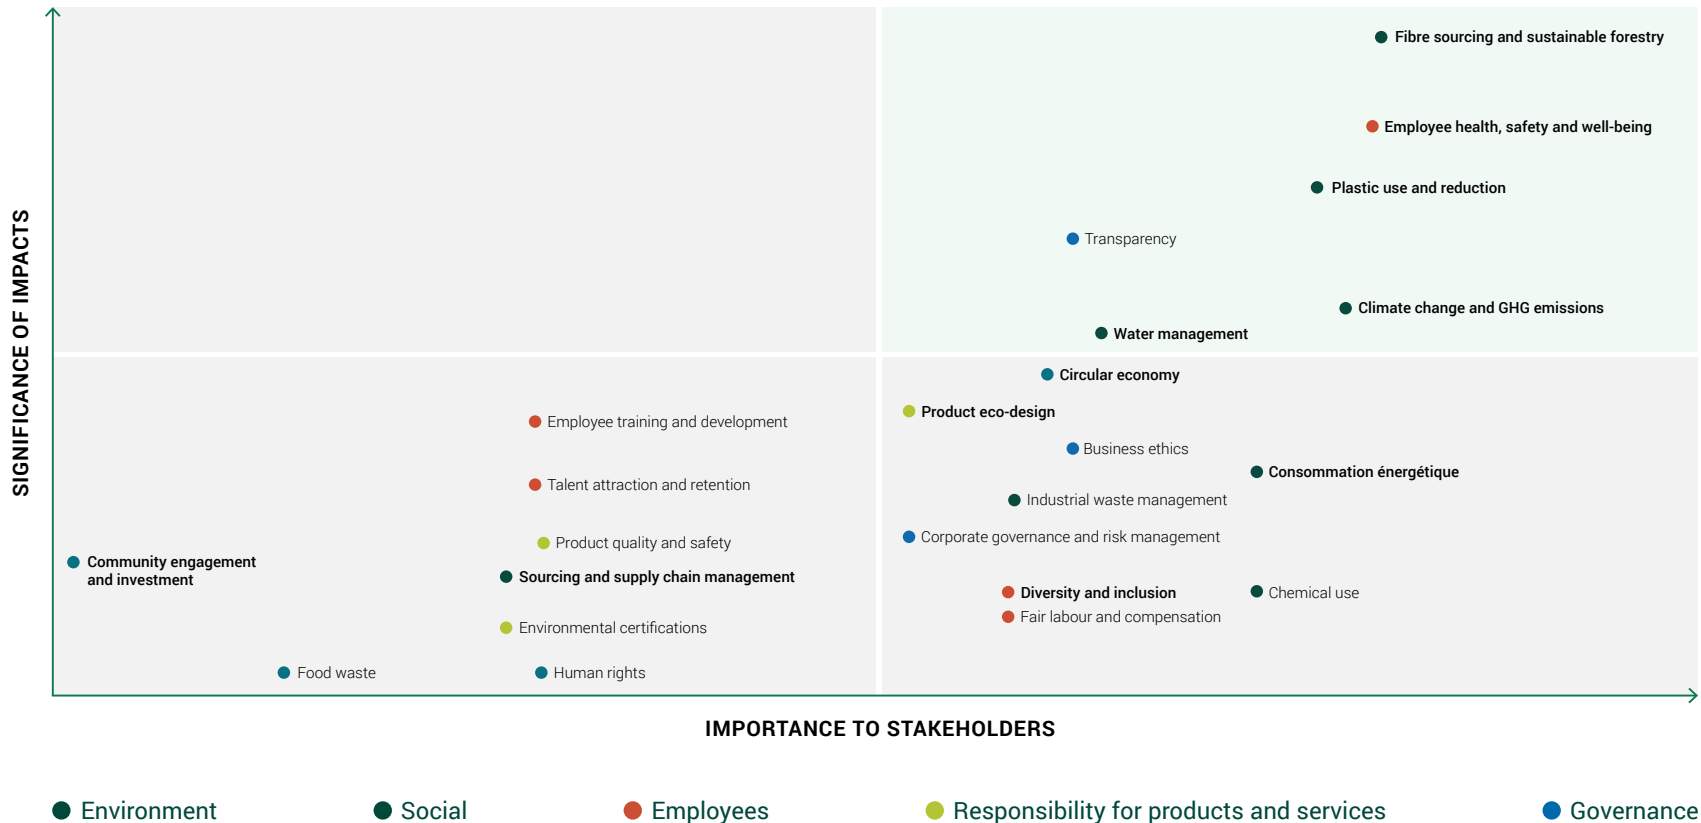 Fibre sourcing and sustainable forestry
Employee health, safety and well-being
Plastic use and reduction
Transparency
Climate change and GHG emissions
Water management
SIGNIFICANCE OF IMPACTS
Circular economy
Product eco-design
Employee training and development
Business ethics
Consommation énergétique
Talent attraction and retention
Industrial waste management
Corporate governance and risk management
Product quality and safety
Community engagement
and investment
Sourcing and supply chain management
Diversity and inclusion
Chemical use
Fair labour and compensation
Environmental certifications
Food waste
Human rights
IMPORTANCE TO STAKEHOLDERS
Environment
Social
Employees
Responsibility for products and services
Governance